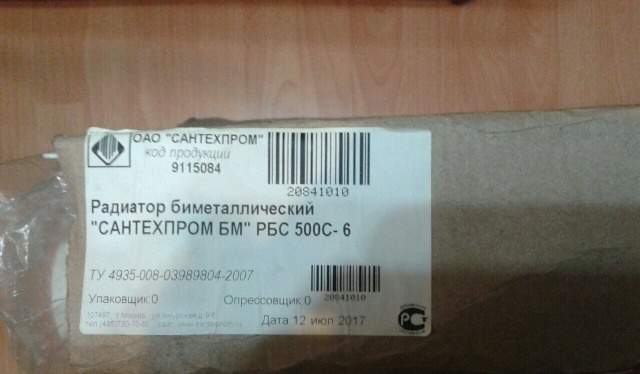 ОАО "САНТЕХПРОМ"
код продукции
9115084
20841010
Радиатор биметаллический
"САНТЕХПРОМ БМ" РБС 500С- 6
ТУ 4935-008-03989804-2007
Упаковщик 0 Опрессовщик 0
20841010
Дата 12 июл 2017